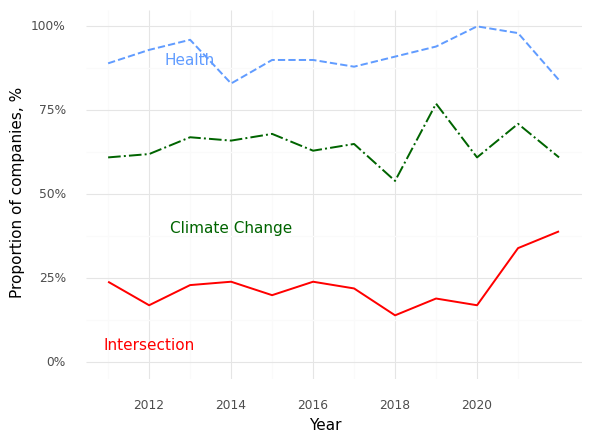 100%
Health
75%
50%
Climate Change
25%
Intersection
0%
Proportion of companies, %
2012 2014 2016 2018 2020
Year